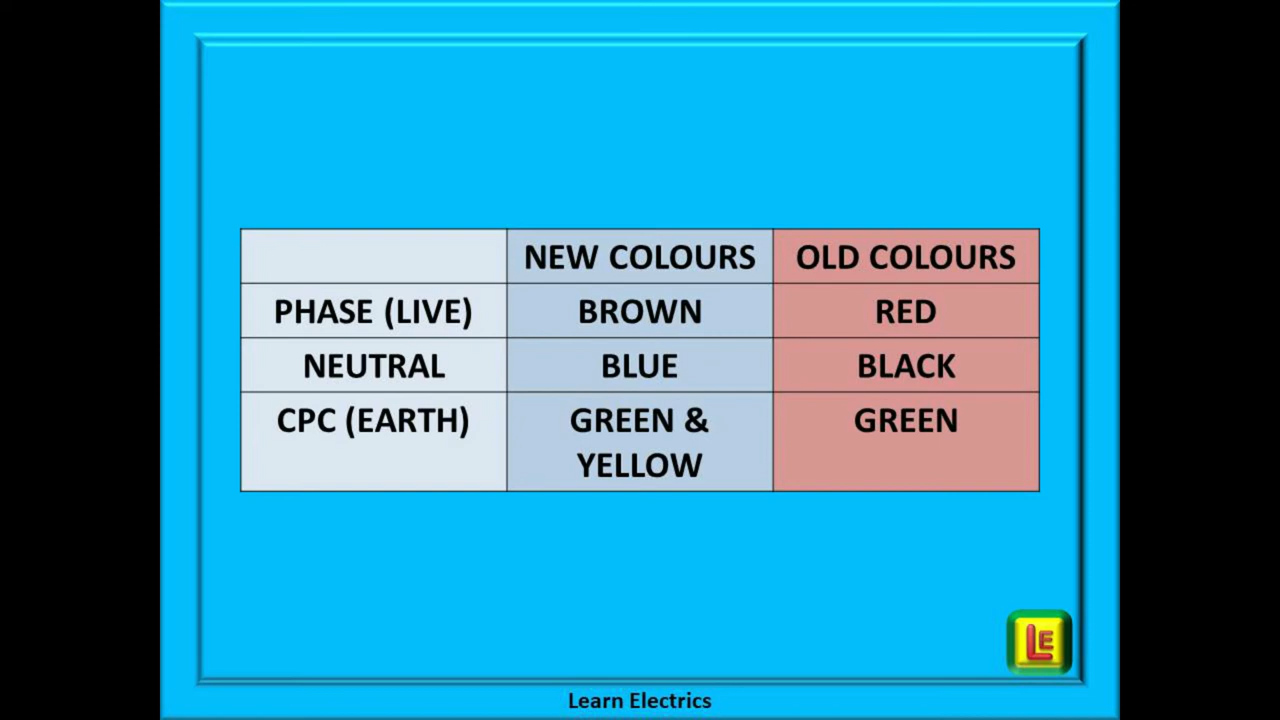 NEW COLOURS OLD COLOURS
PHASE (LIVE) BROWN RED
NEUTRAL BLUE BLACK
CPC (EARTH) GREEN & GREEN
YELLOW
LE
Learn Electrics